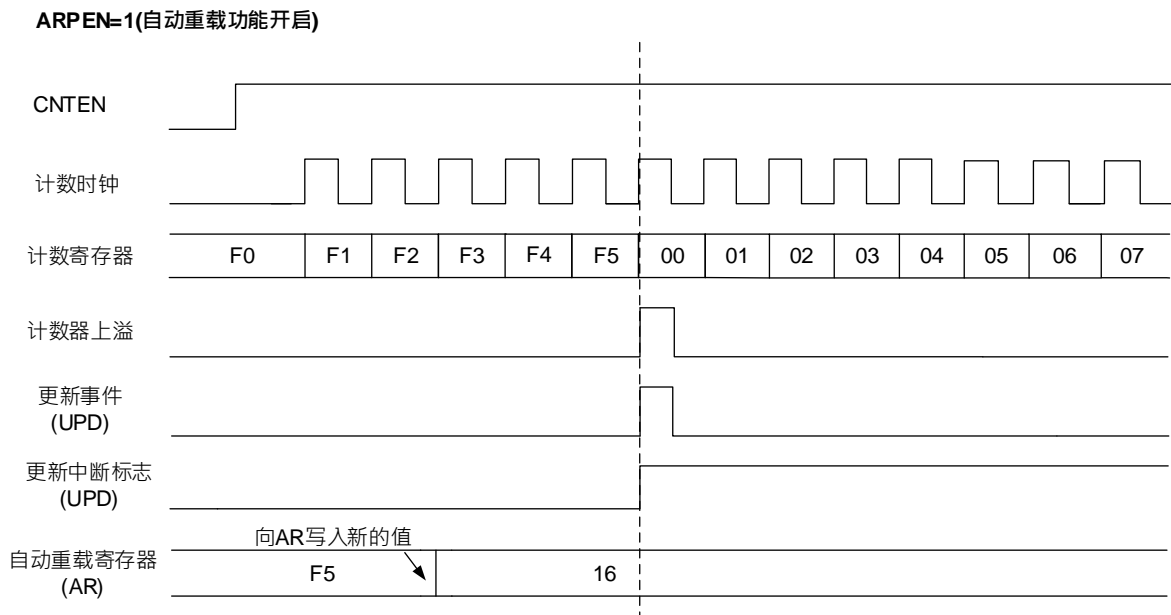 ARPEN=1(自动重载功能开启)
CNTEN
计数时钟
计数寄存器 F0 F1 F2 F3 F4 F5 00 01 02 03 04 05 06 07
计数器上溢
更新事件
(UPD)
更新中断标志
(UPD)
向AR写入新的值
自动重载寄存器
(AR)
F5 16